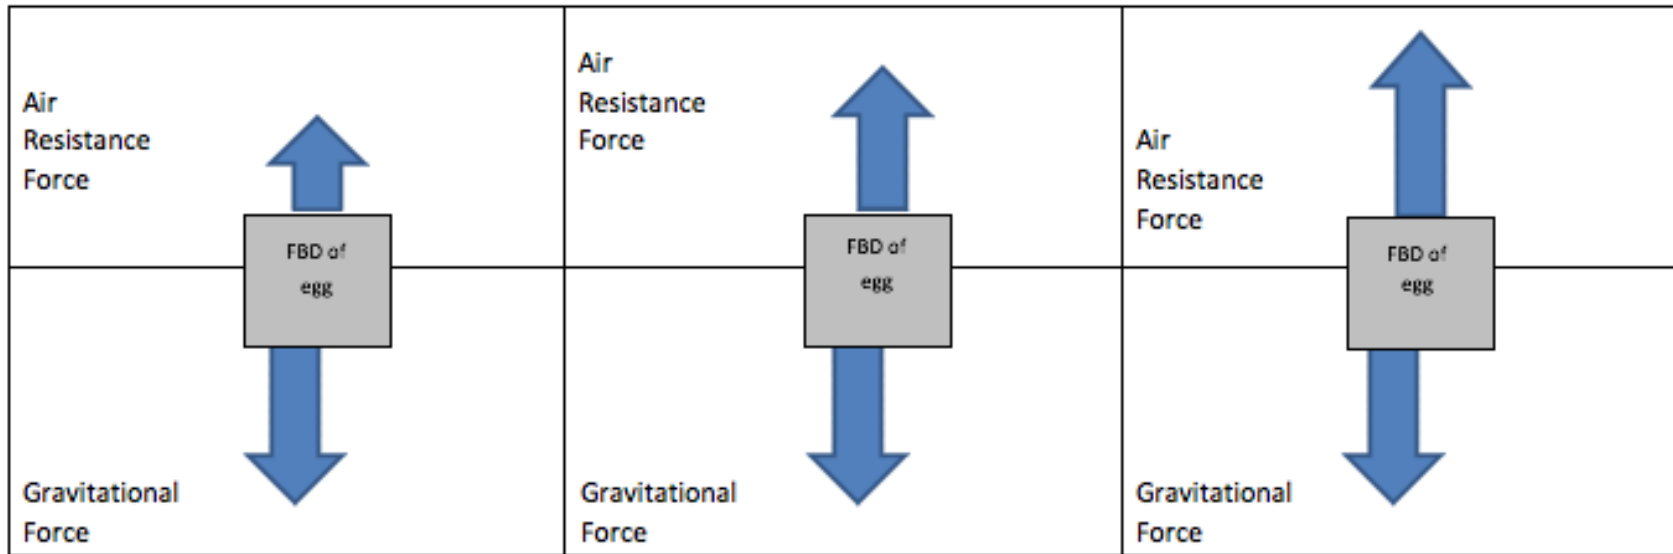 Air
Resistance
Force
FBD of
egg
Gravitational
Force
Air
Resistance
Force
FBD of
egg
Gravitational
Force
Air
Resistance
Force
FBD of
egg
Gravitational
Force